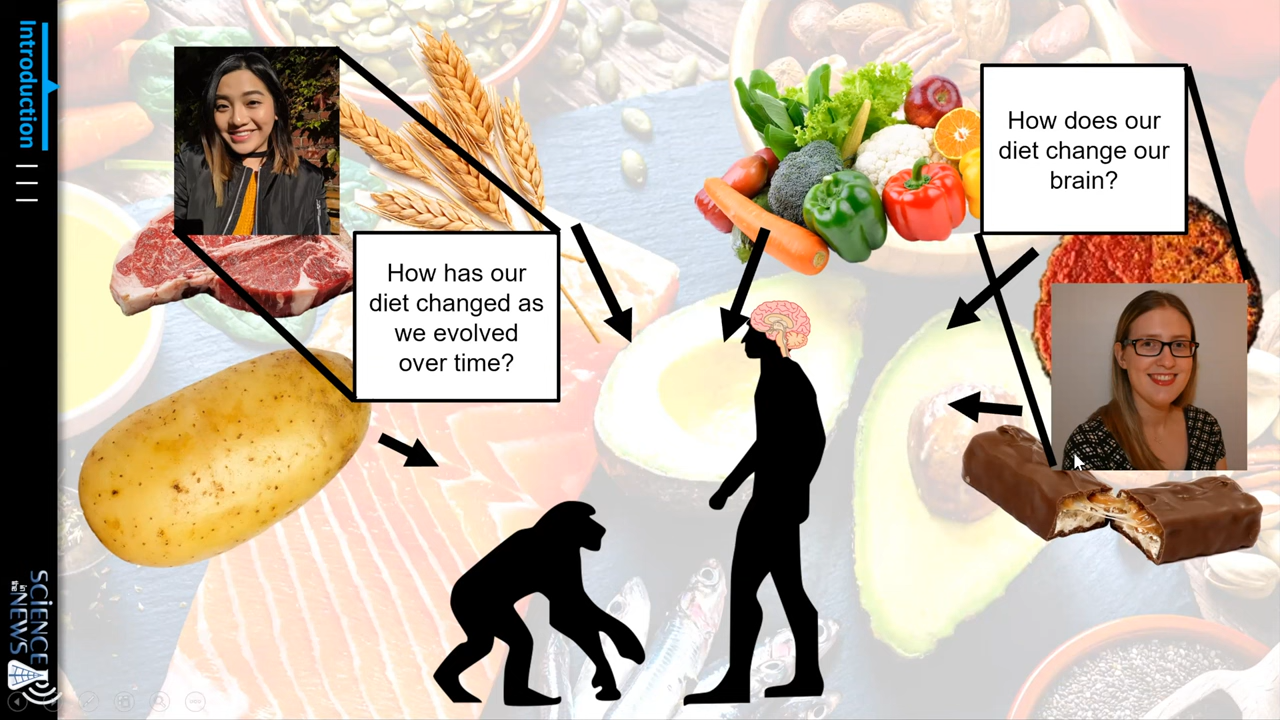 Introduction
How has our
diet changed as
we evolved
over time?
How does our
diet change our
brain?
SCIENCE
in
the
NEWS